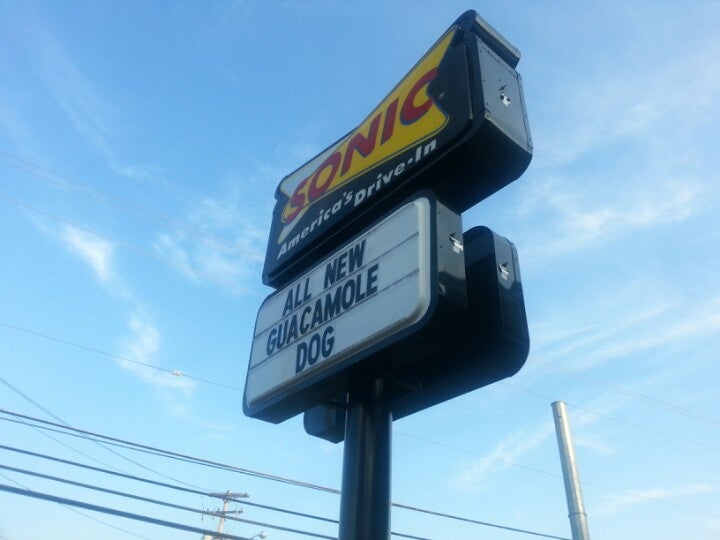 SONIC
America's Drive-In
ALL NEW
GUACAMOLE
DOG